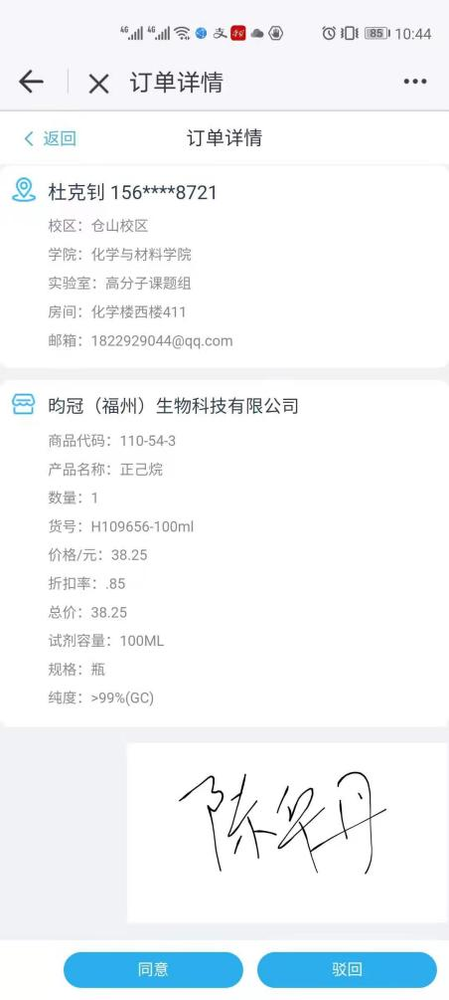 4G 4G 85 10:44
订单详情
返回 订单详情
杜克钊 156****8721
校区：仓山校区
学院：化学与材料学院
实验室：高分子课题组
房间：化学楼西楼411
邮箱：1822929044@qq.com
昀冠（福州）生物科技有限公司
商品代码：110-54-3
产品名称：正己烷
数量：1
货号：H109656-100ml
价格/元：38.25
折扣率：.85
总价：38.25
试剂容量：100ML
规格：瓶
纯度：>99%(GC)
同意 驳回